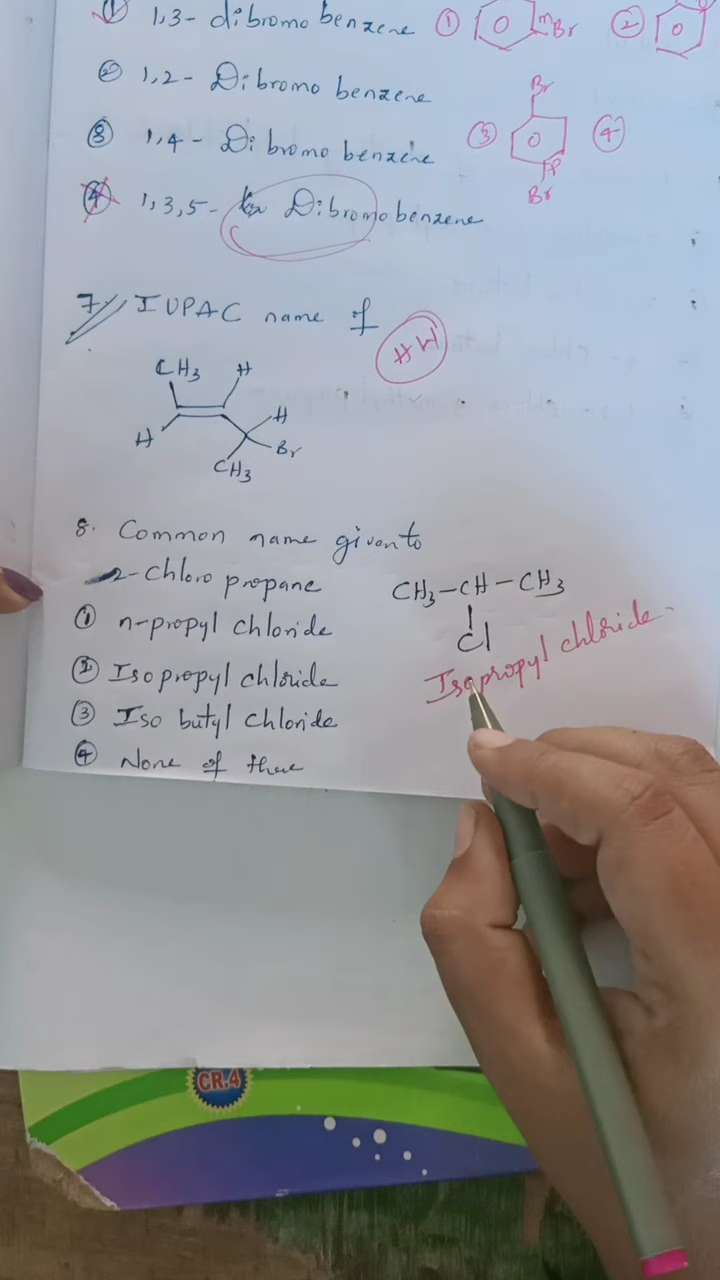 ① 1,3- dibromo benzene ① m Br ②
② 1,2- Dibromo benzene
Br
③ 1,4- Dibromo benzene ③ ④
P
Br
④ 1,3,5- Dibromobenzene
7, IUPAC name of
HW
CH3 H
H
H Br
CH3
8. Common name given to
2-chloro propane CH3-CH-CH3
① n-propyl chloride Cl
② Isopropyl chloride Isopropyl chloride.
③ Iso butyl chloride
④ None of these
CR.4